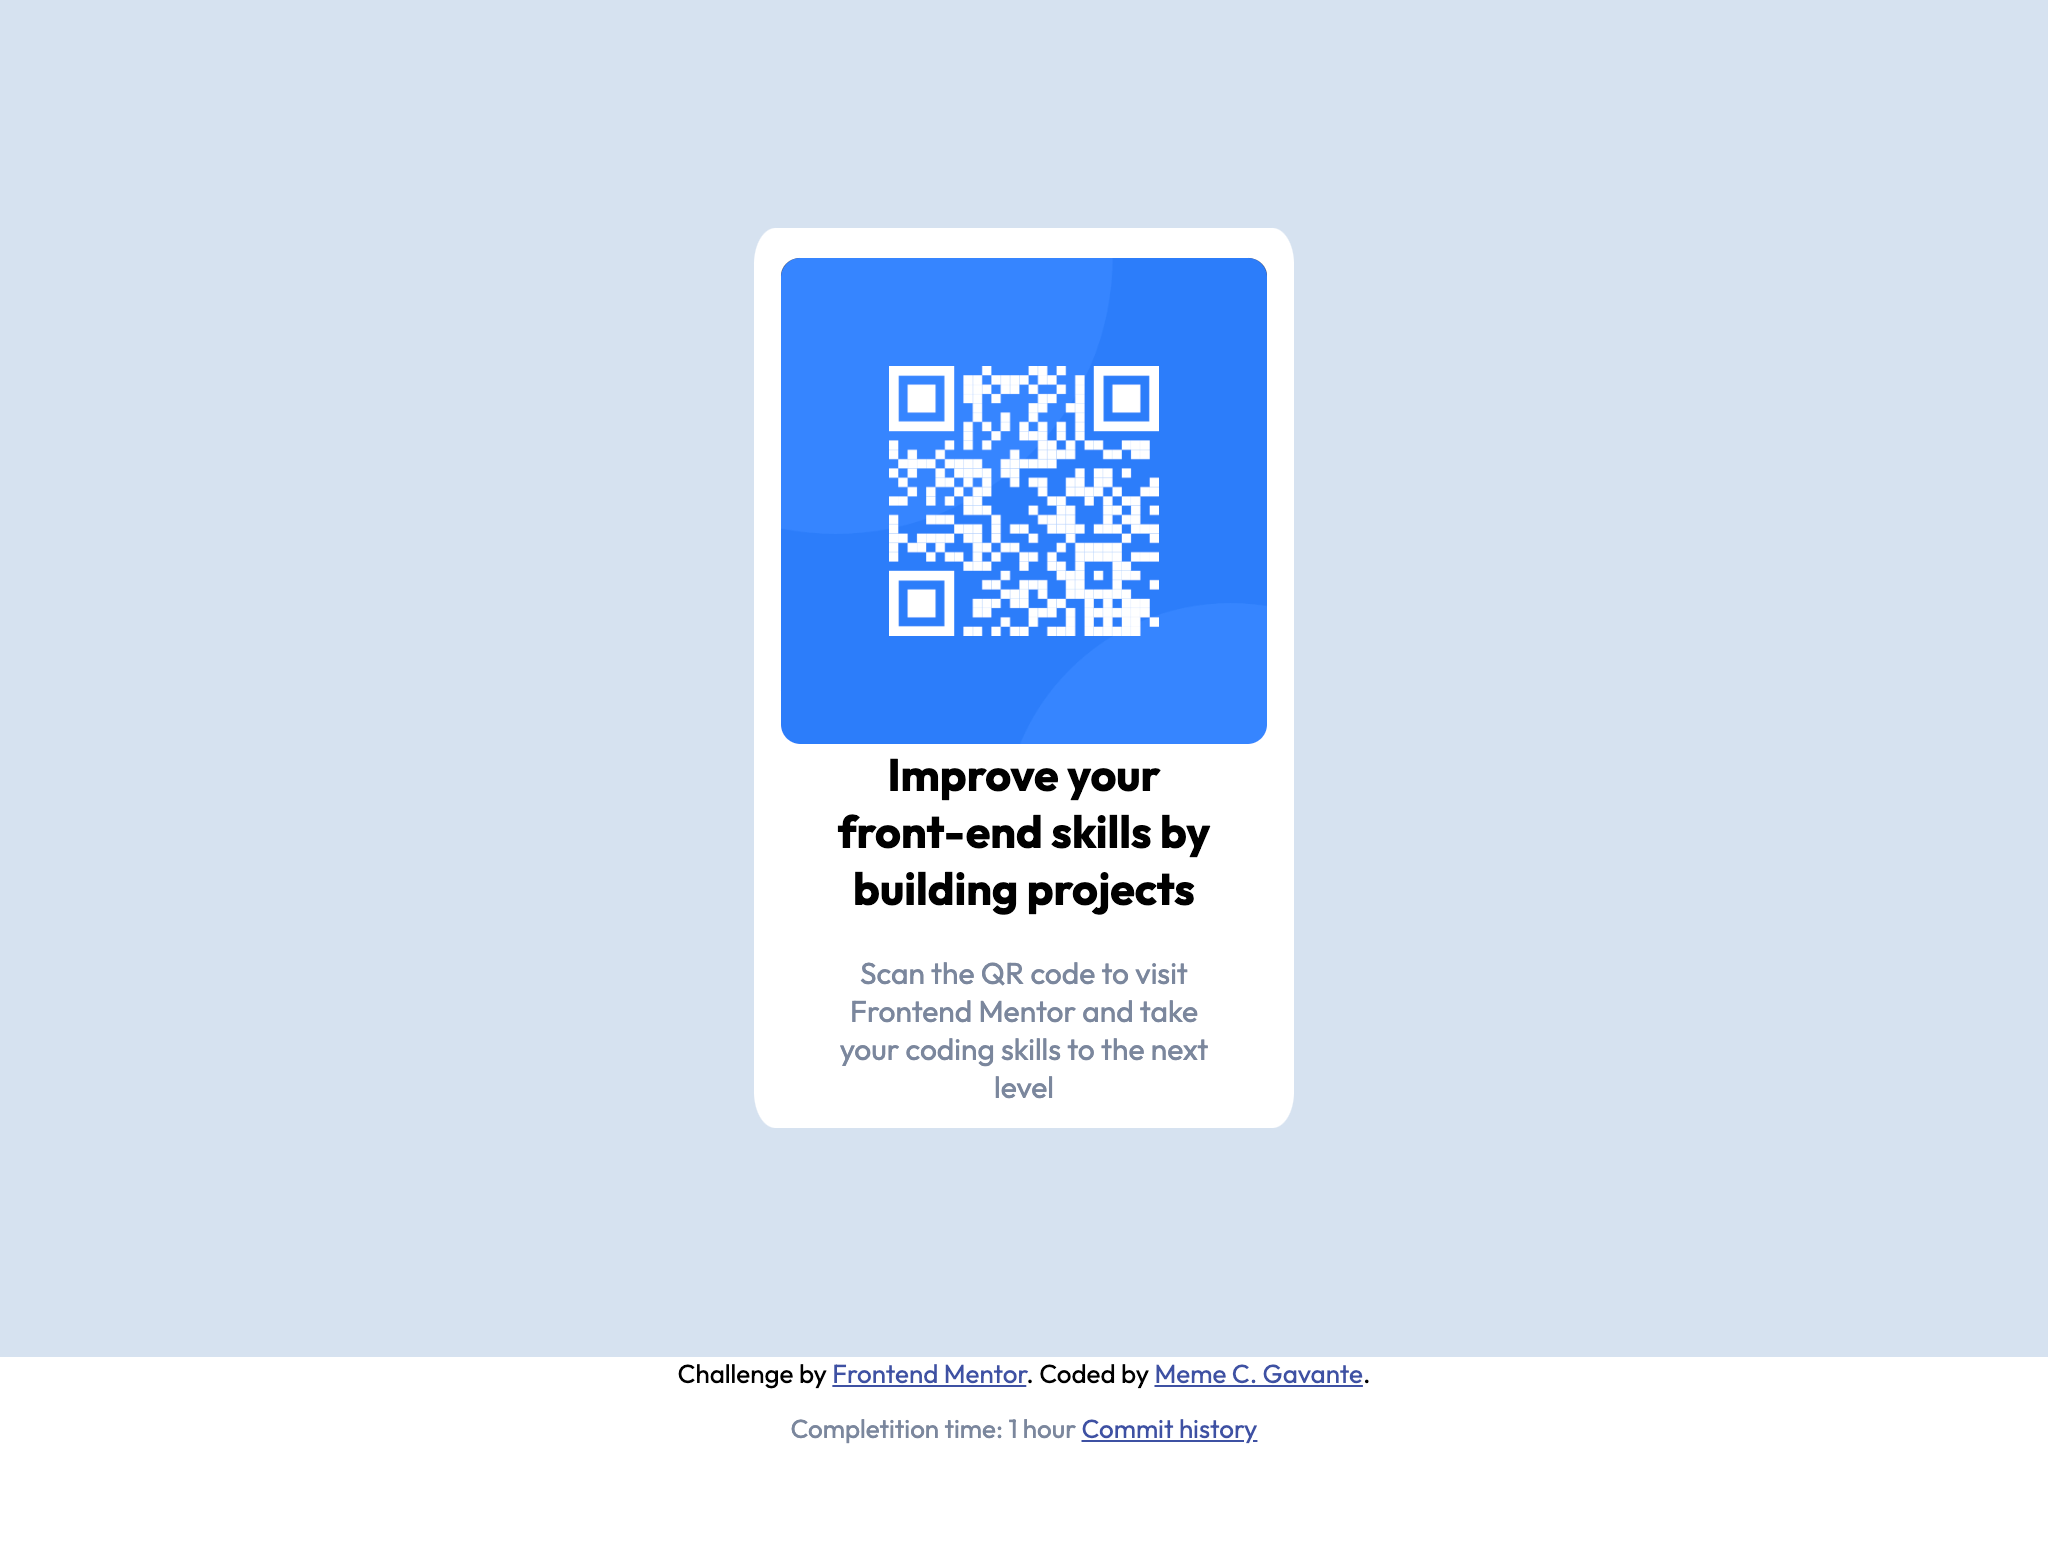 Improve your
front-end skills by
building projects
Scan the QR code to visit
Frontend Mentor and take
your coding skills to the next
level
Challenge by Frontend Mentor. Coded by Meme C. Gavante.
Completition time: 1 hour Commit history